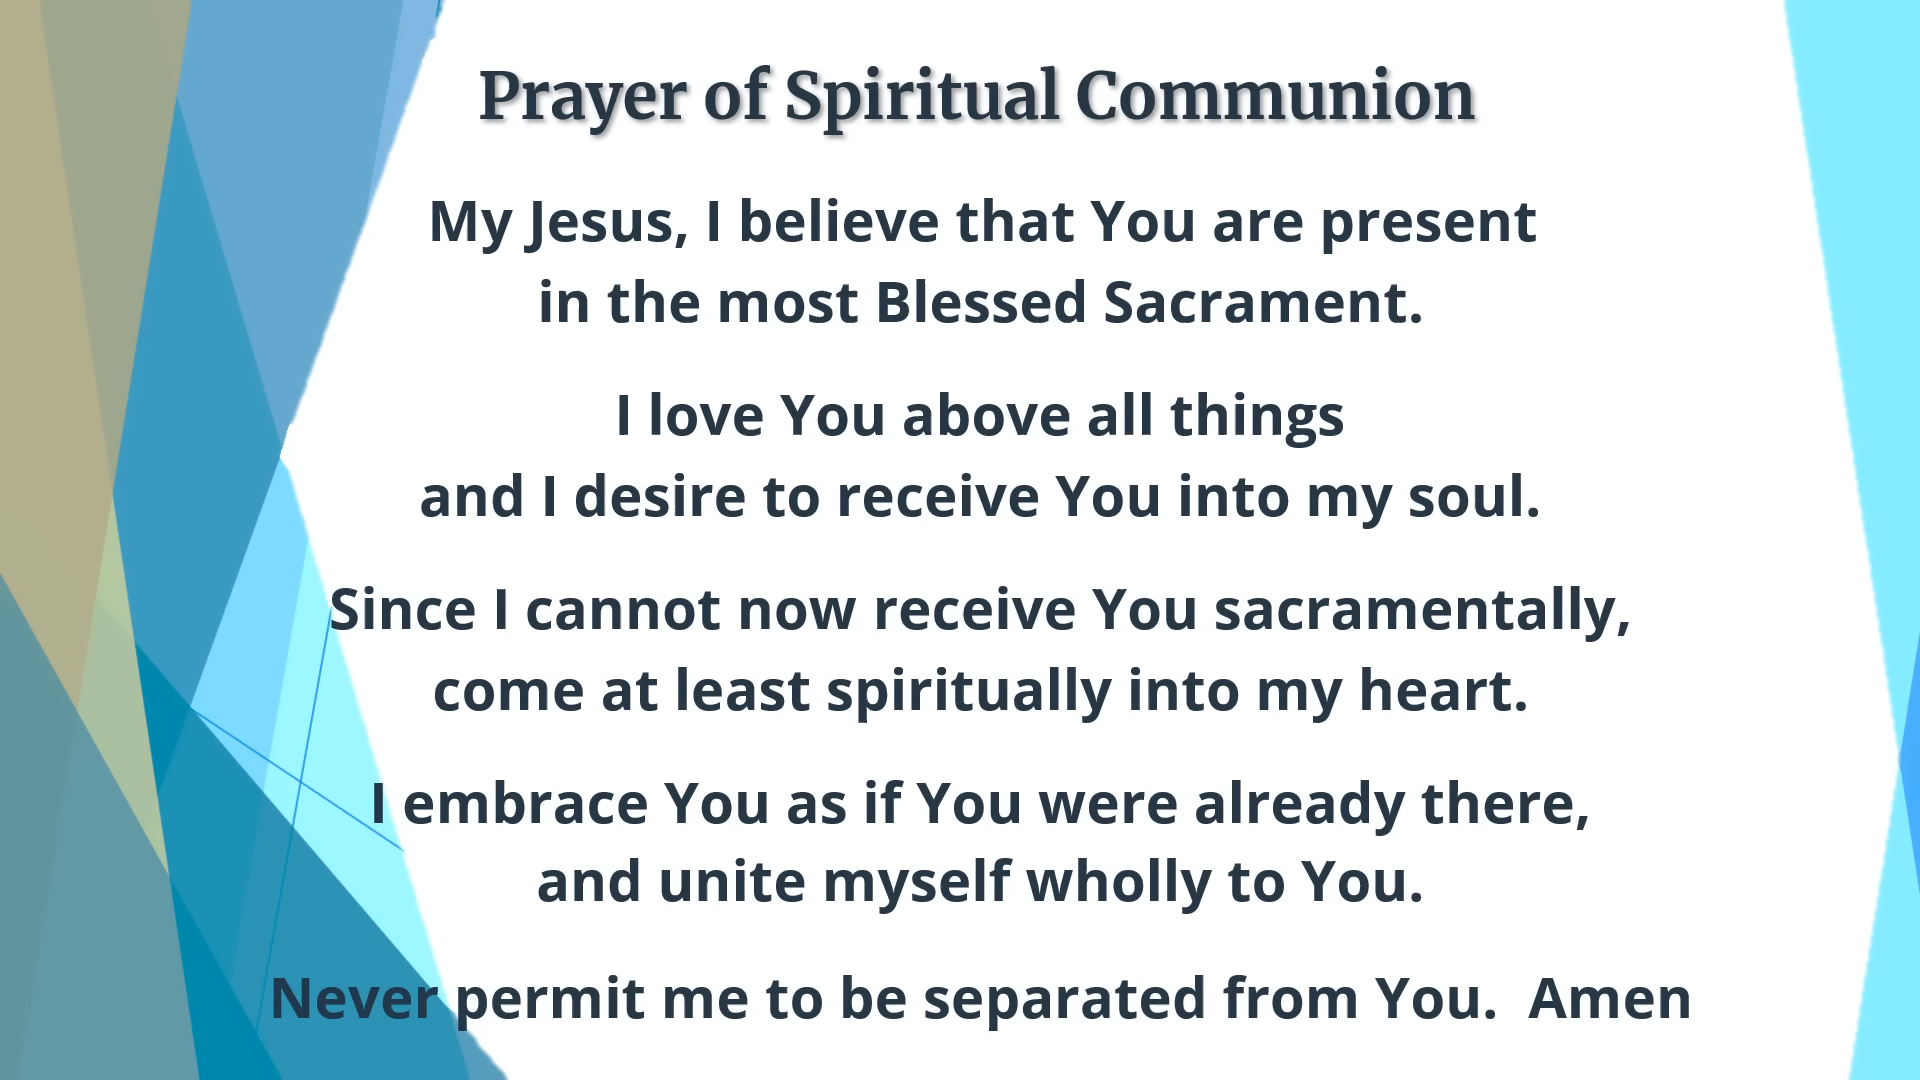 Prayer of Spiritual Communion
My Jesus, I believe that You are present
in the most Blessed Sacrament.
I love You above all things
and I desire to receive You into my soul.
Since I cannot now receive You sacramentally,
come at least spiritually into my heart.
I embrace You as if You were already there,
and unite myself wholly to You.
Never permit me to be separated from You.  Amen